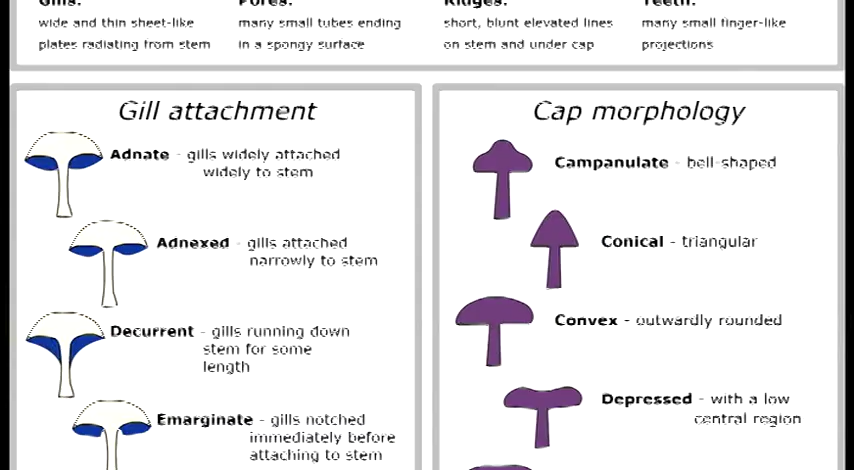 Gills: Pores: Ridges: Teeth:
wide and thin sheet-like many small tubes ending short, blunt elevated lines many small finger-like
plates radiating from stem in a spongy surface on stem and under cap projections
Gill attachment
Adnate - gills widely attached
widely to stem
Adnexed - gills attached
narrowly to stem
Decurrent - gills running down
stem for some
length
Emarginate - gills notched
immediately before
attaching to stem
Cap morphology
Campanulate - bell-shaped
Conical - triangular
Convex - outwardly rounded
Depressed - with a low
central region